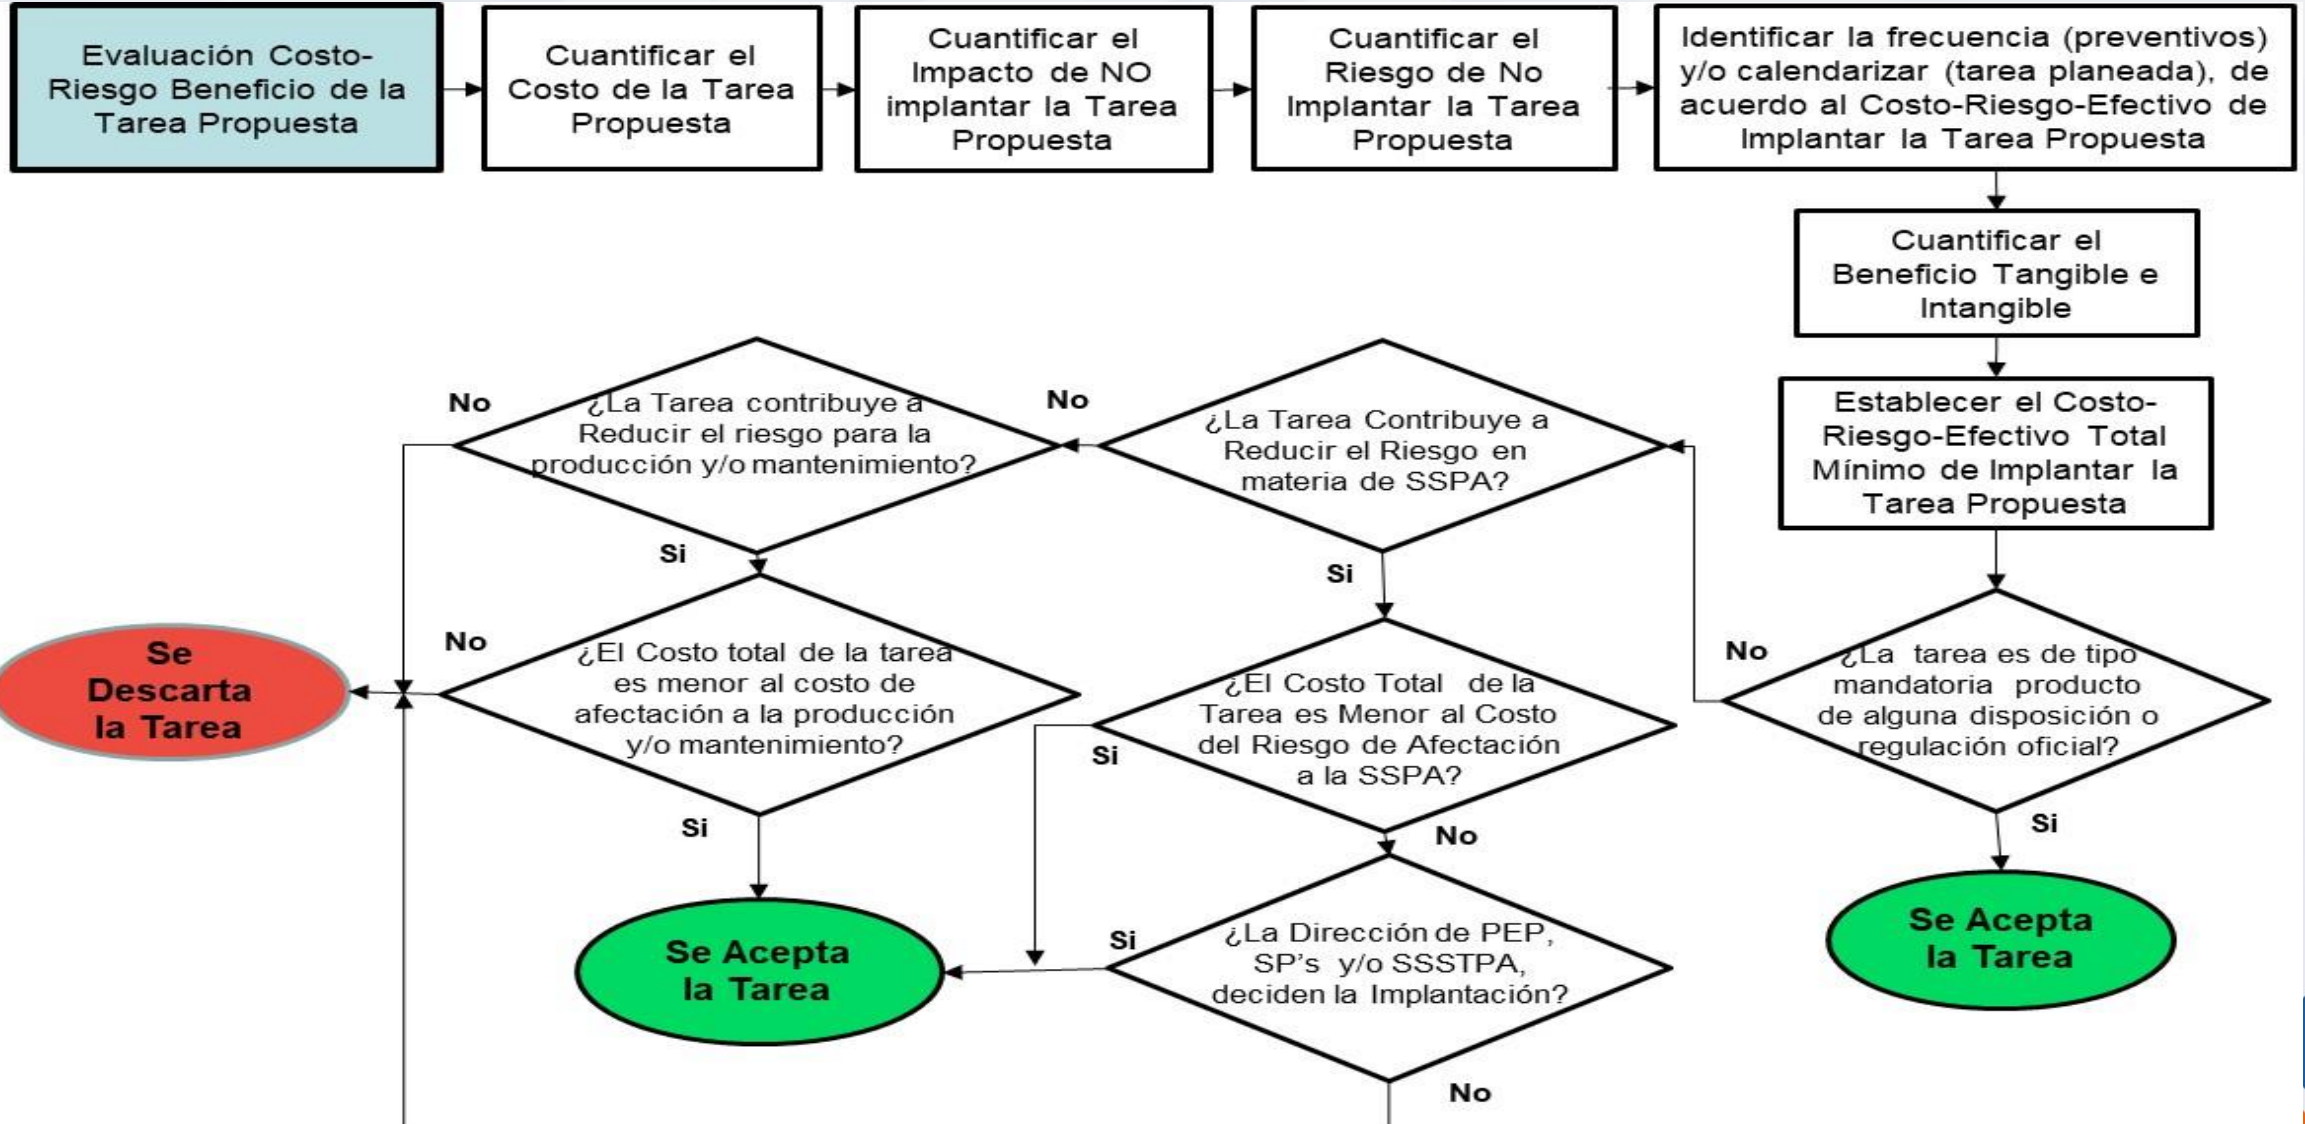 Evaluación Costo-
Riesgo Beneficio de la
Tarea Propuesta
Cuantificar el
Costo de la Tarea
Propuesta
Cuantificar el
Impacto de NO
implantar la Tarea
Propuesta
Cuantificar el
Riesgo de No
Implantar la Tarea
Propuesta
Identificar la frecuencia (preventivos)
y/o calendarizar (tarea planeada), de
acuerdo al Costo-Riesgo-Efectivo de
Implantar la Tarea Propuesta
Cuantificar el
Beneficio Tangible e
Intangible
Establecer el Costo-
Riesgo-Efectivo Total
Mínimo de Implantar la
Tarea Propuesta
¿La tarea es de tipo
mandatoria producto
de alguna disposición o
regulación oficial?
No
Si
Se Acepta
la Tarea
¿La Tarea Contribuye a
Reducir el Riesgo en
materia de SSPA?
No
Si
¿El Costo Total de la
Tarea es Menor al Costo
del Riesgo de Afectación
a la SSPA?
Si
No
¿La Dirección de PEP,
SP's y/o SSSTPA,
deciden la Implantación?
Si
No
¿La Tarea contribuye a
Reducir el riesgo para la
producción y/o mantenimiento?
No
Si
¿El Costo total de la tarea
es menor al costo de
afectación a la producción
y/o mantenimiento?
No
Si
Se Acepta
la Tarea
Se
Descarta
la Tarea